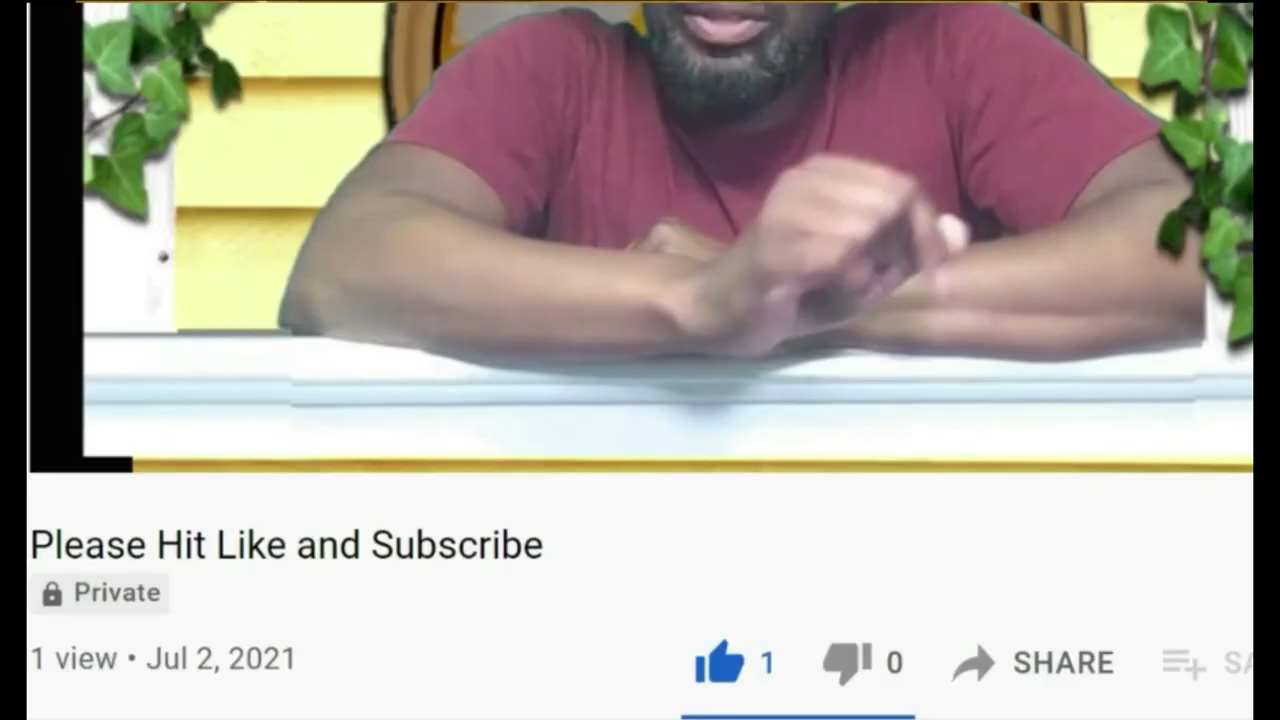 Please Hit Like and Subscribe
Private
1 view • Jul 2, 2021
1
0
SHARE